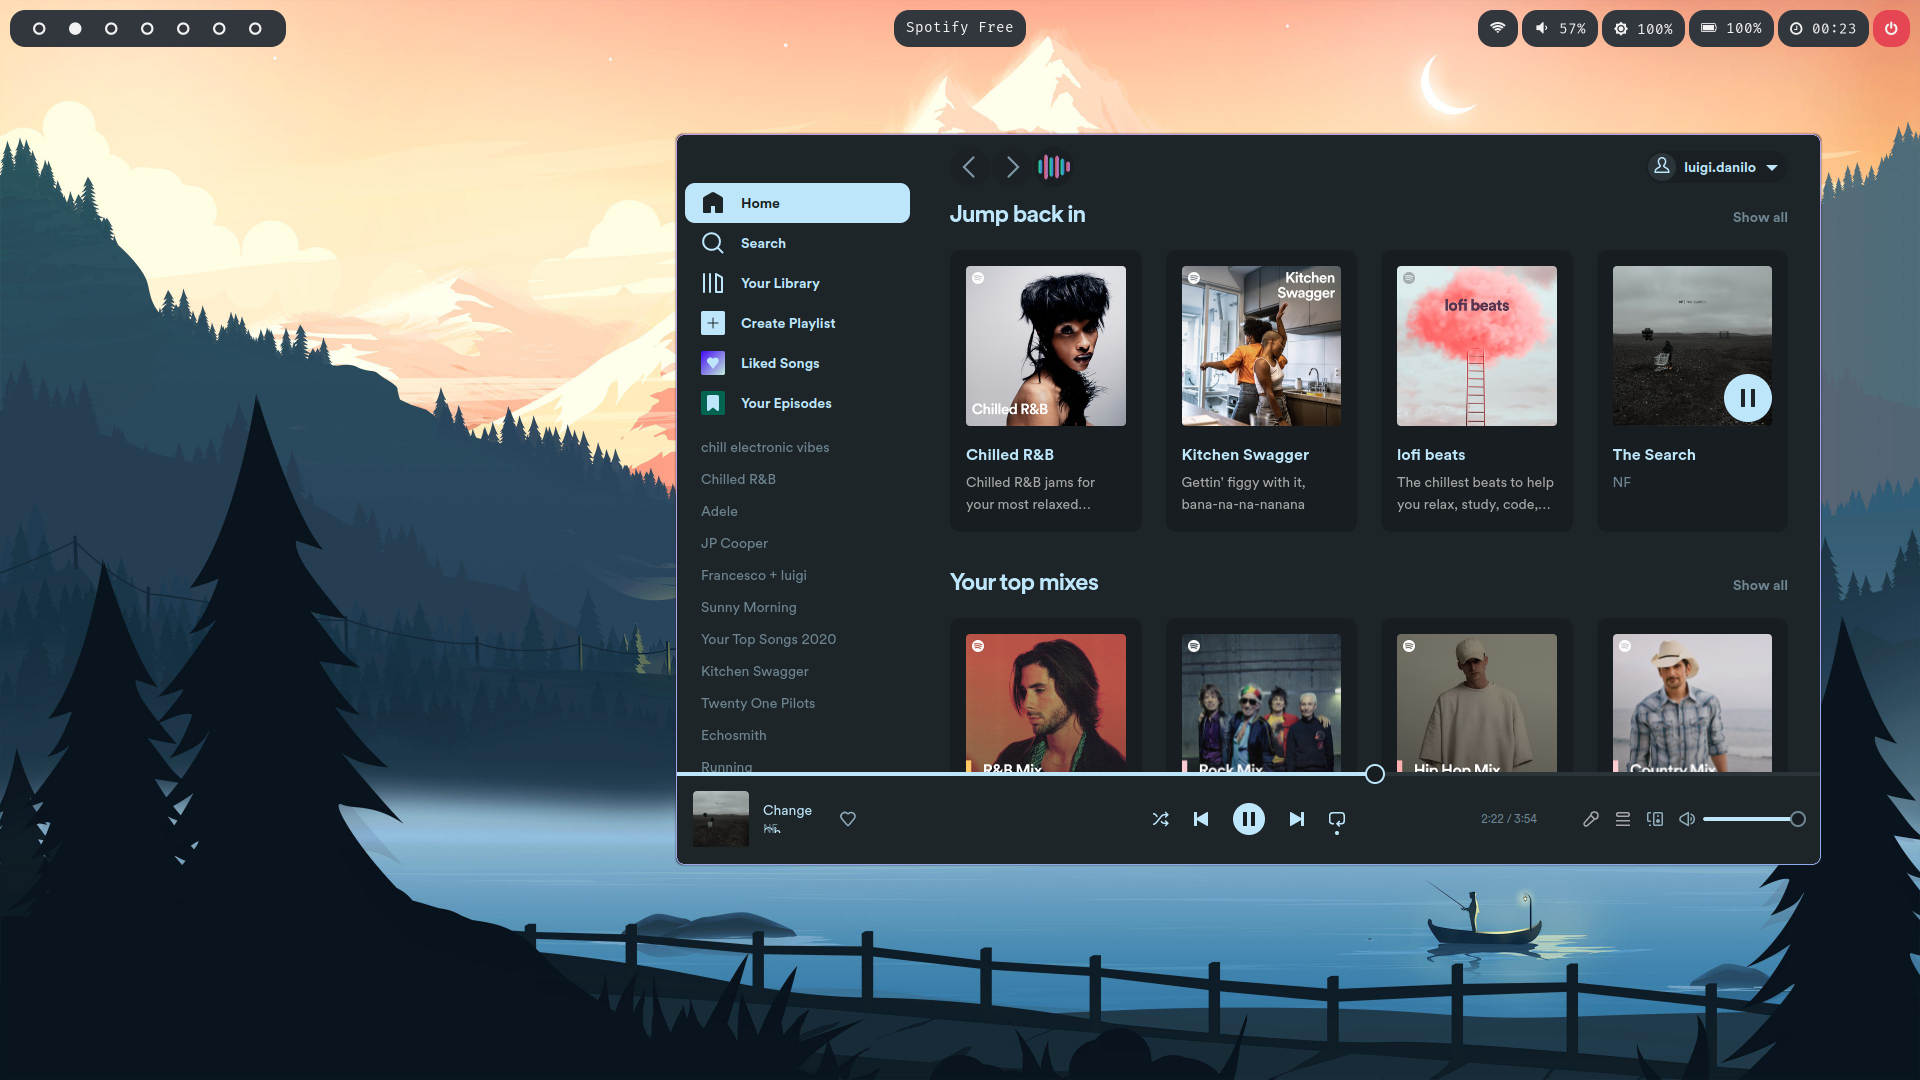 Spotify Free
57%
100%
100%
00:23
luigi.danilo
Home
Search
Your Library
Create Playlist
Liked Songs
Your Episodes
chill electronic vibes
Chilled R&B
Adele
JP Cooper
Francesco + luigi
Sunny Morning
Your Top Songs 2020
Kitchen Swagger
Twenty One Pilots
Echosmith
Running
Jump back in
Show all
Chilled R&B
Kitchen
Swagger
lofi beats
Chilled R&B
Chilled R&B jams for
your most relaxed...
Kitchen Swagger
Gettin' figgy with it,
bana-na-na-nanana
lofi beats
The chillest beats to help
you relax, study, code,...
The Search
NF
Your top mixes
Show all
R&B Mix
Rock Mix
Hip Hop Mix
Country Mix
Change
2:22 / 3:54